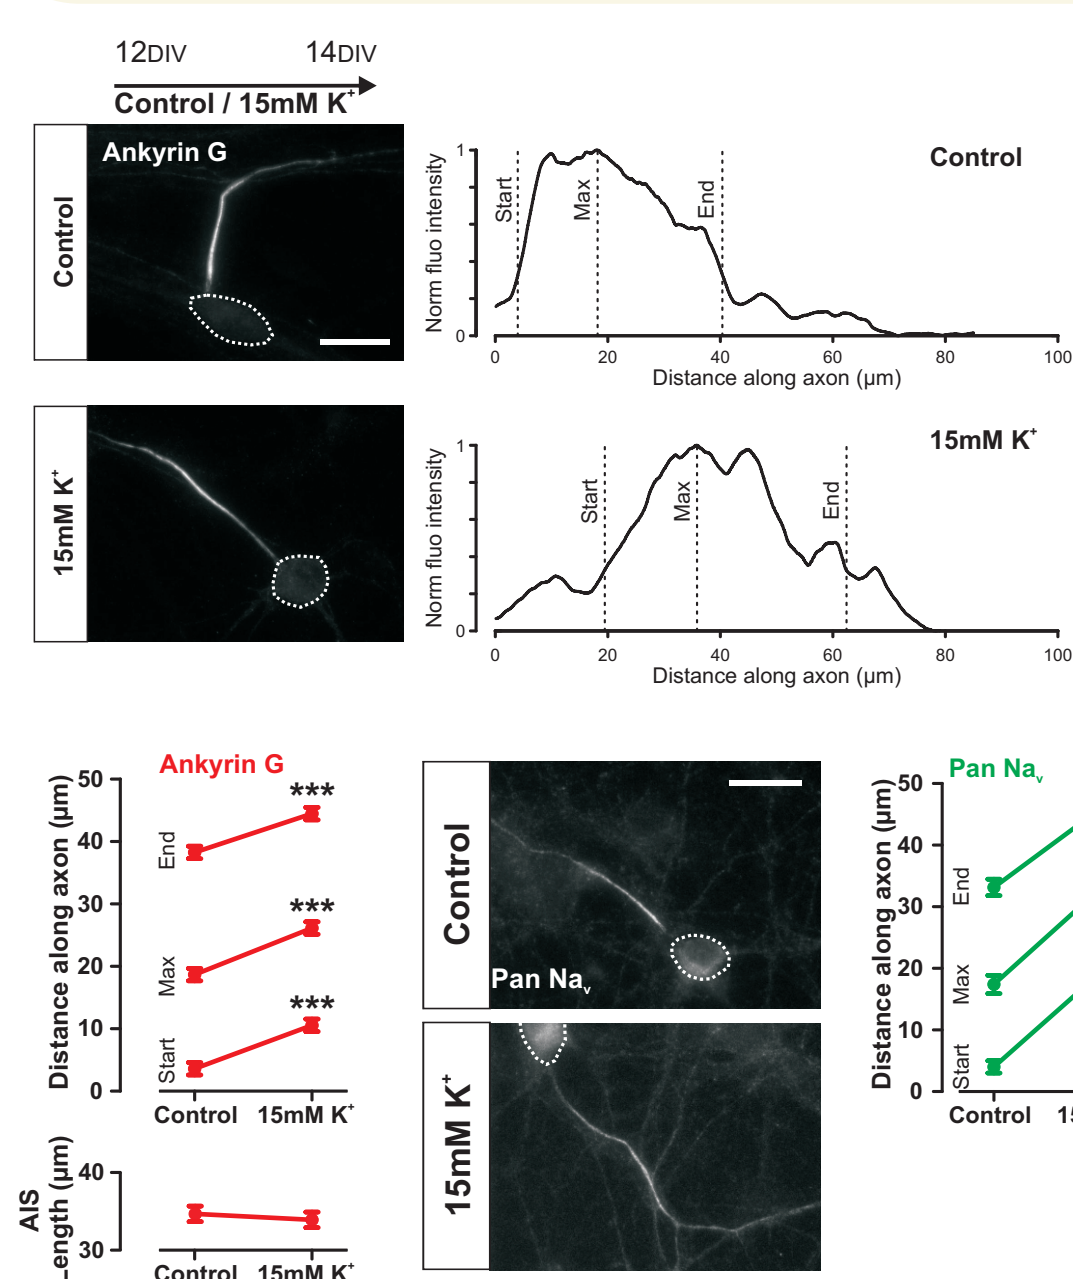 12DIV 14DIV
Control / 15mM K+
Control
Ankyrin G
Norm fluo intensity
1
0
Start
Max
End
Control
0 20 40 60 80 100
Distance along axon (µm)
15mM K+
Norm fluo intensity
1
0
Start
Max
End
15mM K+
0 20 40 60 80 100
Distance along axon (µm)
Ankyrin G
Distance along axon (µm)
50
40
30
20
10
0
End
Max
Start
***
***
***
Control 15mM K+
AIS
Length (µm)
40
30
Control 15mM K+
Control
Pan Nav
15mM K+
Pan Nav
Distance along axon (µm)
50
40
30
20
10
0
End
Max
Start
Control 15